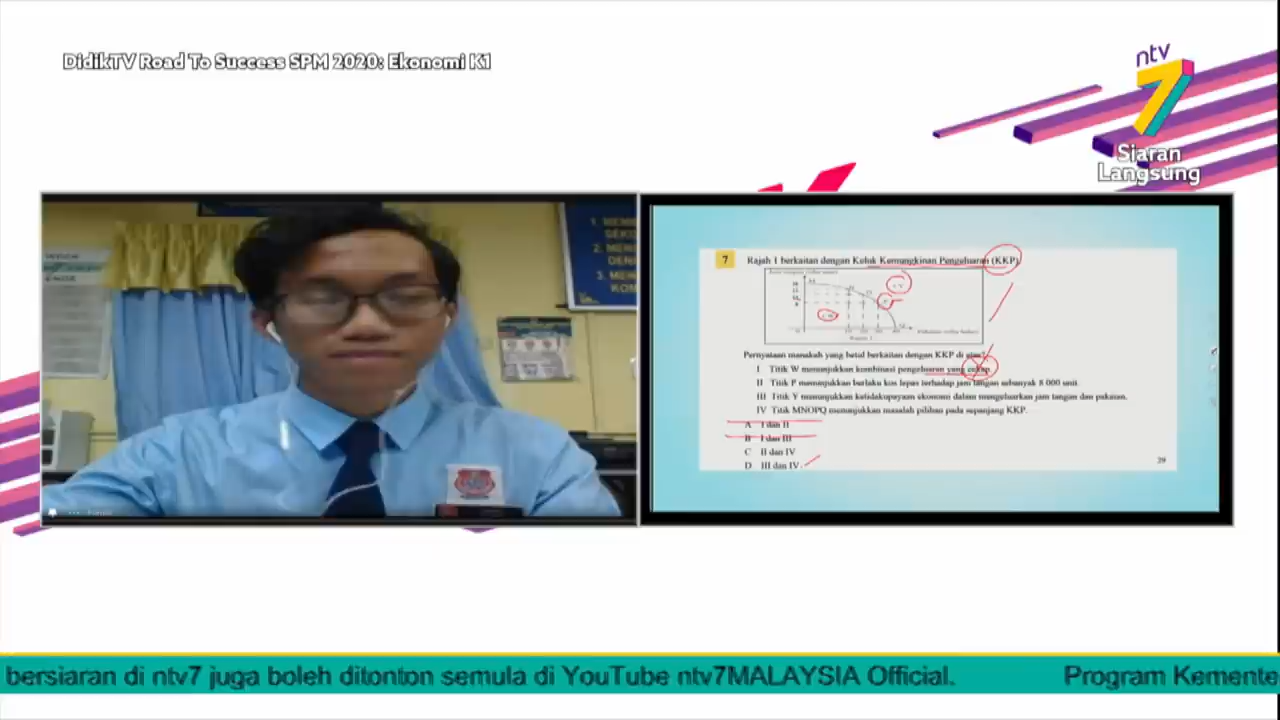 DidikTV Road To Success SPM 2020: Ekonomi K1
ntv
7
Siaran
Langsung
7 Rajah 1 berkaitan dengan Keluk Kemungkinan Pengeluaran (KKP)
Pernyataan manakah yang betul berkaitan dengan KKP di atas?
I Titik W menunjukkan kombinasi pengeluaran yang cekap.
II Titik P menunjukkan berlaku kos lepas terhadap jam tangan sebanyak 8 000 unit.
III Titik Y menunjukkan ketidakupayaan ekonomi dalam mengeluarkan jam tangan dan pakaian.
IV Titik MNOPQ menunjukkan masalah pilihan pada sepanjang KKP.
A I dan II
B I dan III
C II dan IV
D III dan IV
29
bersiaran di ntv7 juga boleh ditonton semula di YouTube ntv7MALAYSIA Official. Program Kemente